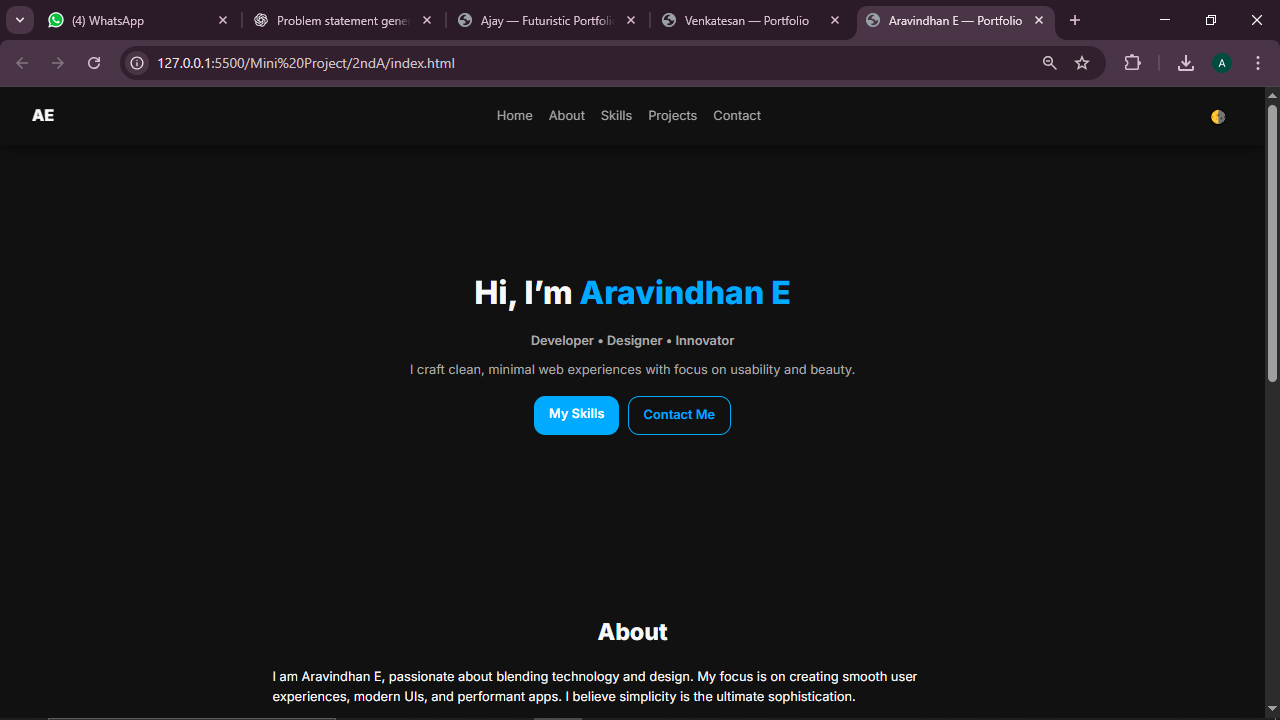 (4) WhatsApp
Problem statement gene
Ajay — Futuristic Portfoli
Venkatesan — Portfolio
Aravindhan E — Portfolio
127.0.0.1:5500/Mini%20Project/2ndA/index.html
A
AE
Home About Skills Projects Contact
Hi, I’m Aravindhan E
Developer • Designer • Innovator
I craft clean, minimal web experiences with focus on usability and beauty.
My Skills Contact Me
About
I am Aravindhan E, passionate about blending technology and design. My focus is on creating smooth user
experiences, modern UIs, and performant apps. I believe simplicity is the ultimate sophistication.